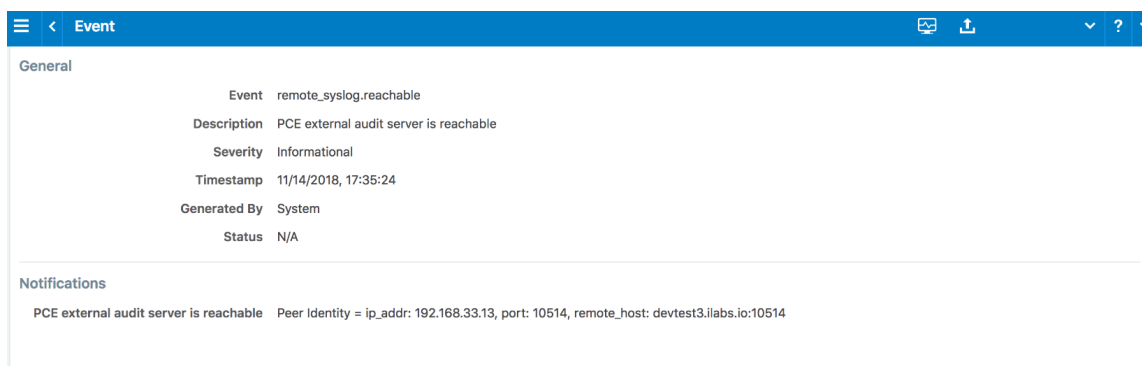 Event
?
General
Event remote_syslog.reachable
Description PCE external audit server is reachable
Severity Informational
Timestamp 11/14/2018, 17:35:24
Generated By System
Status N/A
Notifications
PCE external audit server is reachable Peer Identity = ip_addr: 192.168.33.13, port: 10514, remote_host: devtest3.ilabs.io:10514